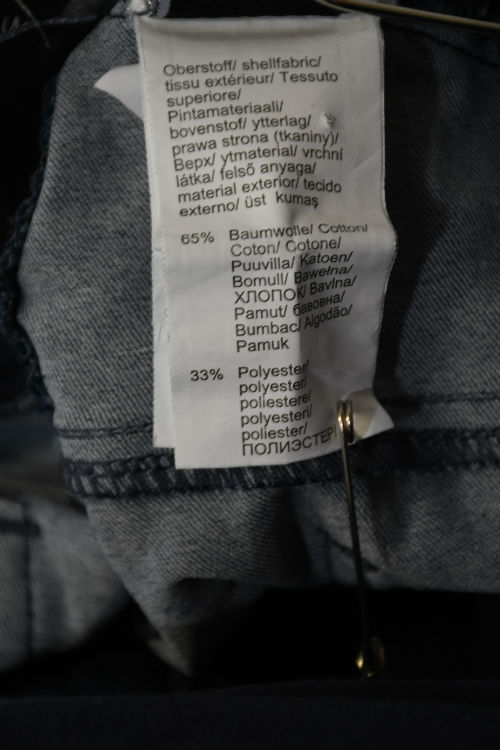 Oberstoff/ shellfabric/
tissu extérieur/ Tessuto
superiore/
Pintamateriaali/
bovenstof/ ytterlag/
prawa strona (tkaniny)/
Верх/ ytmaterial/ vrchní
látka/ felső anyaga/
material exterior/ tecido
externo/ üst kumaş
65% Baumwolle/ Cotton/
Coton/ Cotone/
Puuvilla/ Katoen/
Bomull/ Bawełna/
ХЛОПОК/ Bavlna/
Pamut/ бавовна/
Bumbac/ Algodão/
Pamuk
33% Polyester/
polyester/
poliestere/
polyesteri/
poliester/
ПОЛИЭСТЕР/